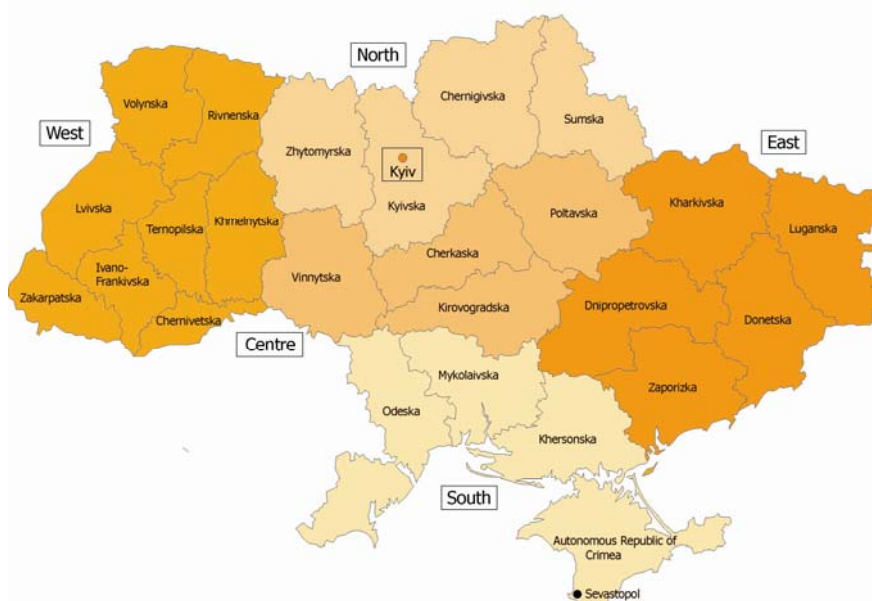 North
Chernigivska
Volynska
Rivnenska
Sumska
West
East
Zhytomyrska
Kyiv
Kyivska
Kharkivska
Lvivska
Khmelnytska
Ternopilska
Poltavska
Luganska
Cherkaska
Ivano-
Frankivska
Vinnytska
Zakarpatska
Kirovogradska
Dnipropetrovska
Donetska
Chernivetska
Centre
Mykolaivska
Zaporizka
Odeska
Khersonska
South
Autonomous Republic of
Crimea
Sevastopol